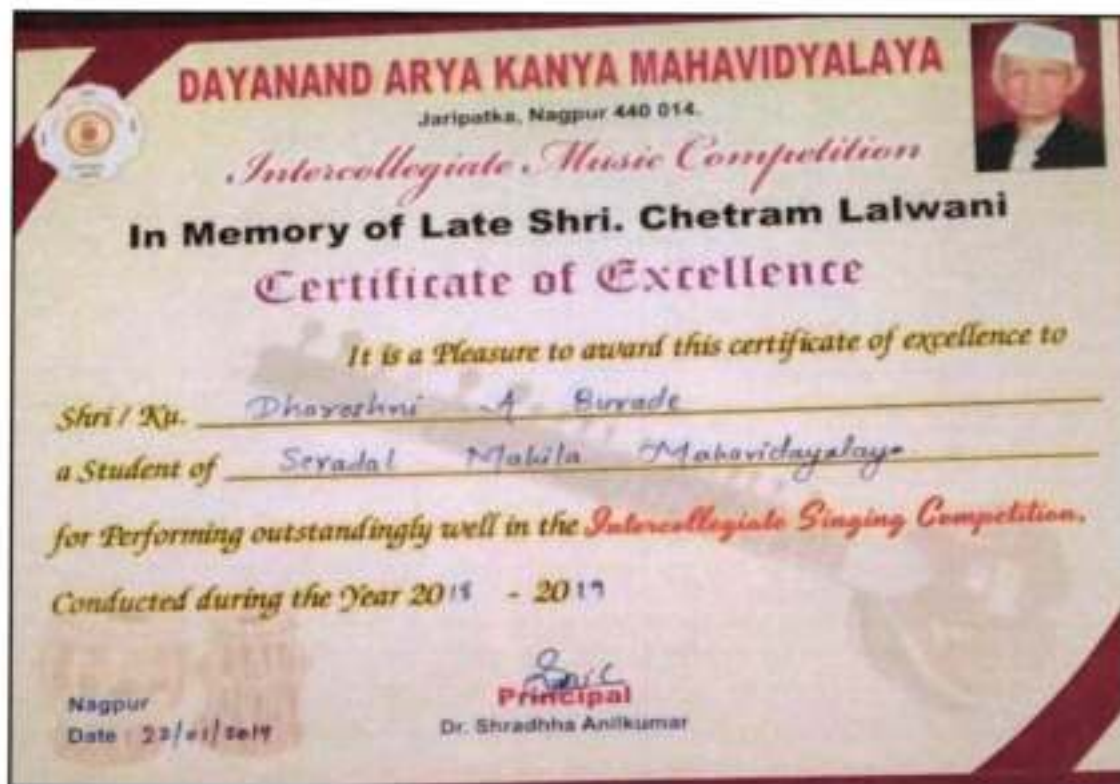 DAYANAND ARYA KANYA MAHAVIDYALAYA
Jaripatka, Nagpur 440 014.
Intercollegiate Music Competition
In Memory of Late Shri. Chetram Lalwani
Certificate of Excellence
It is a Pleasure to award this certificate of excellence to
Shri / Ku. Dharoshni A Burade
a Student of Sevadal Mahila Mahavidayalaya
for Performing outstandingly well in the Intercollegiate Singing Competition.
Conducted during the Year 2018 - 2019
Principal
Nagpur
Dr. Shradhha Anilkumar
Date : 23/01/2019